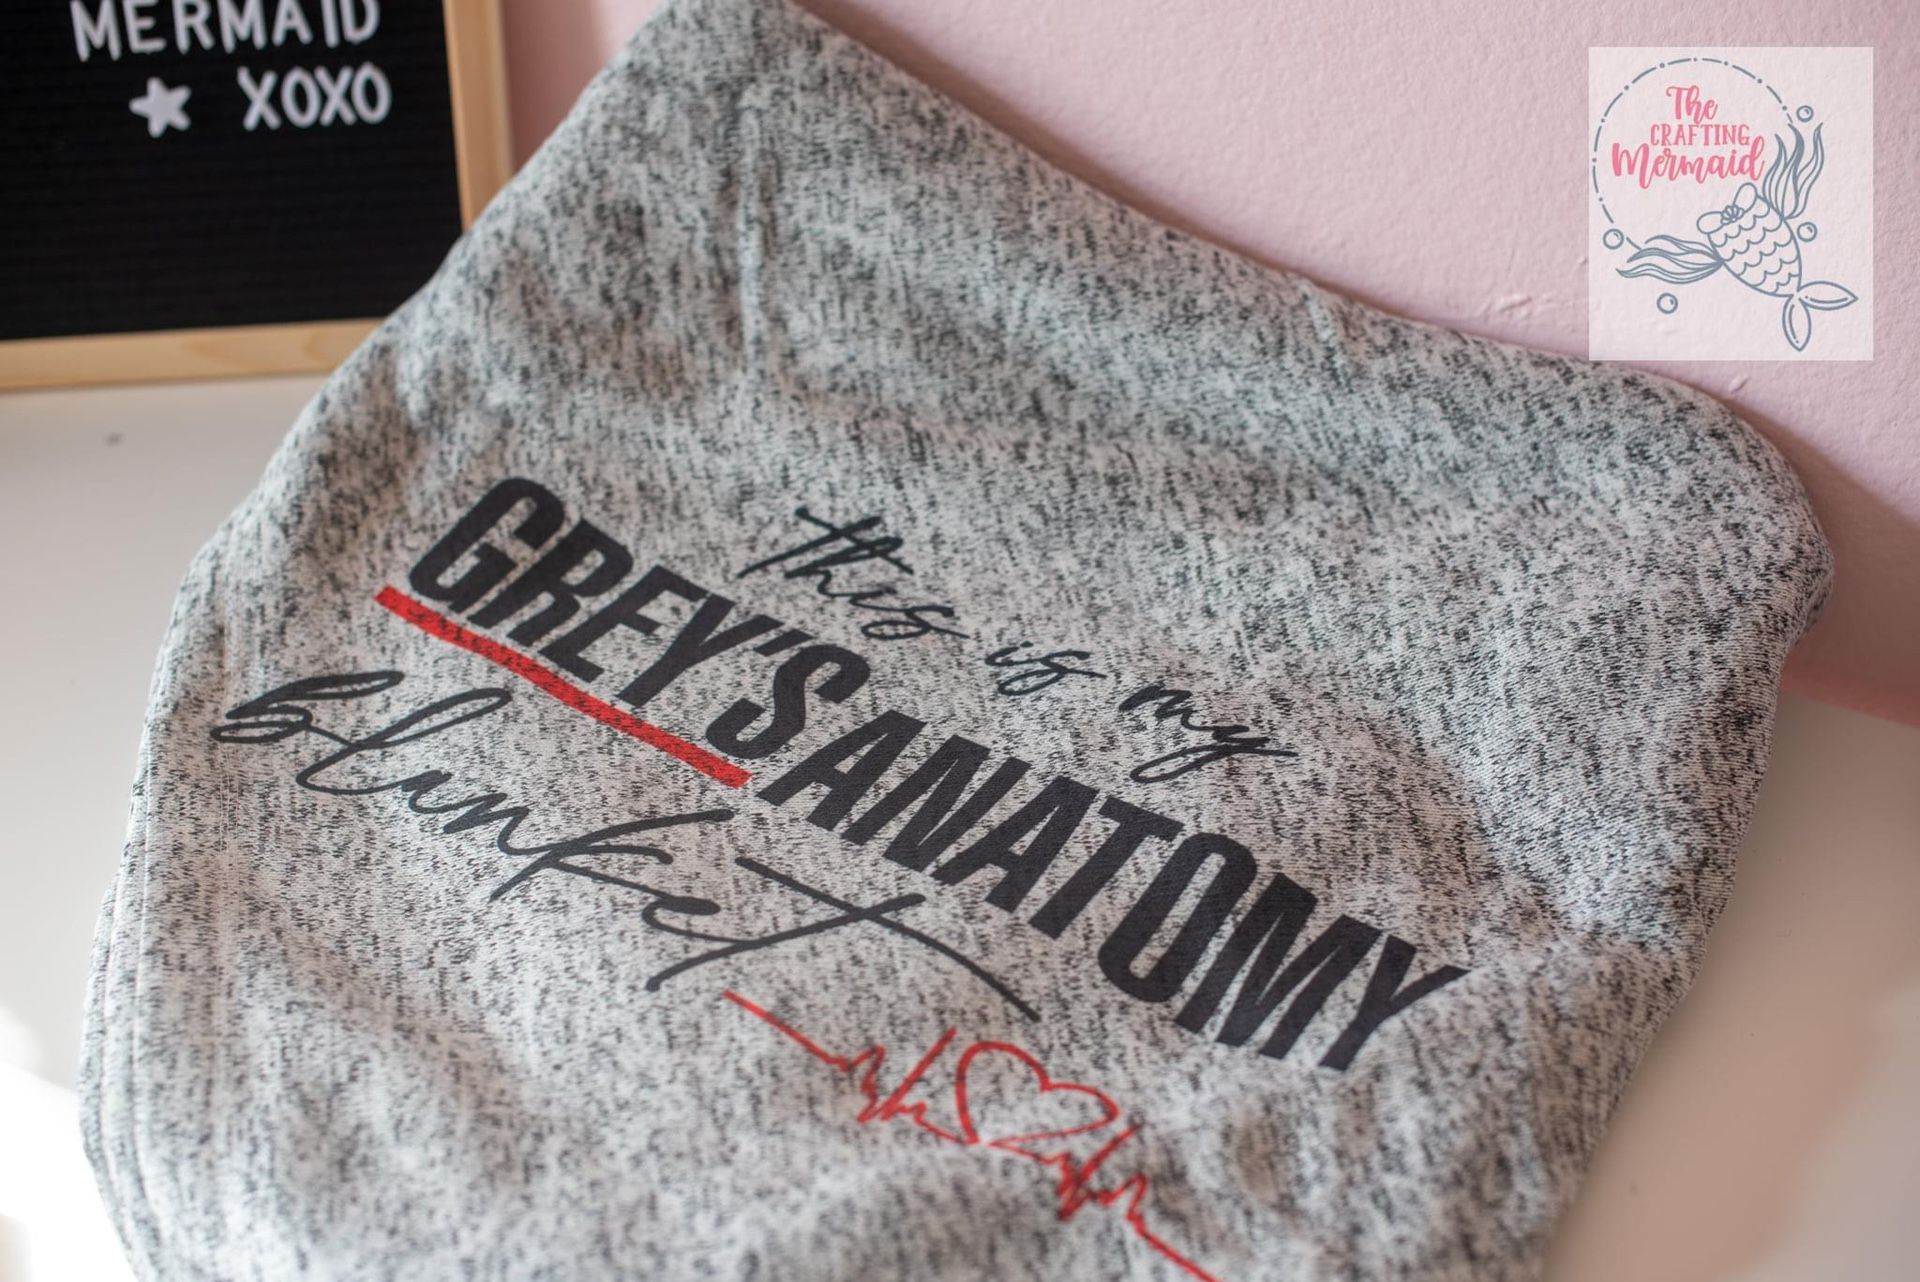 MERMAID
★ XOXO
The
CRAFTING
Mermaid
this is my
GREY'S ANATOMY
blanket